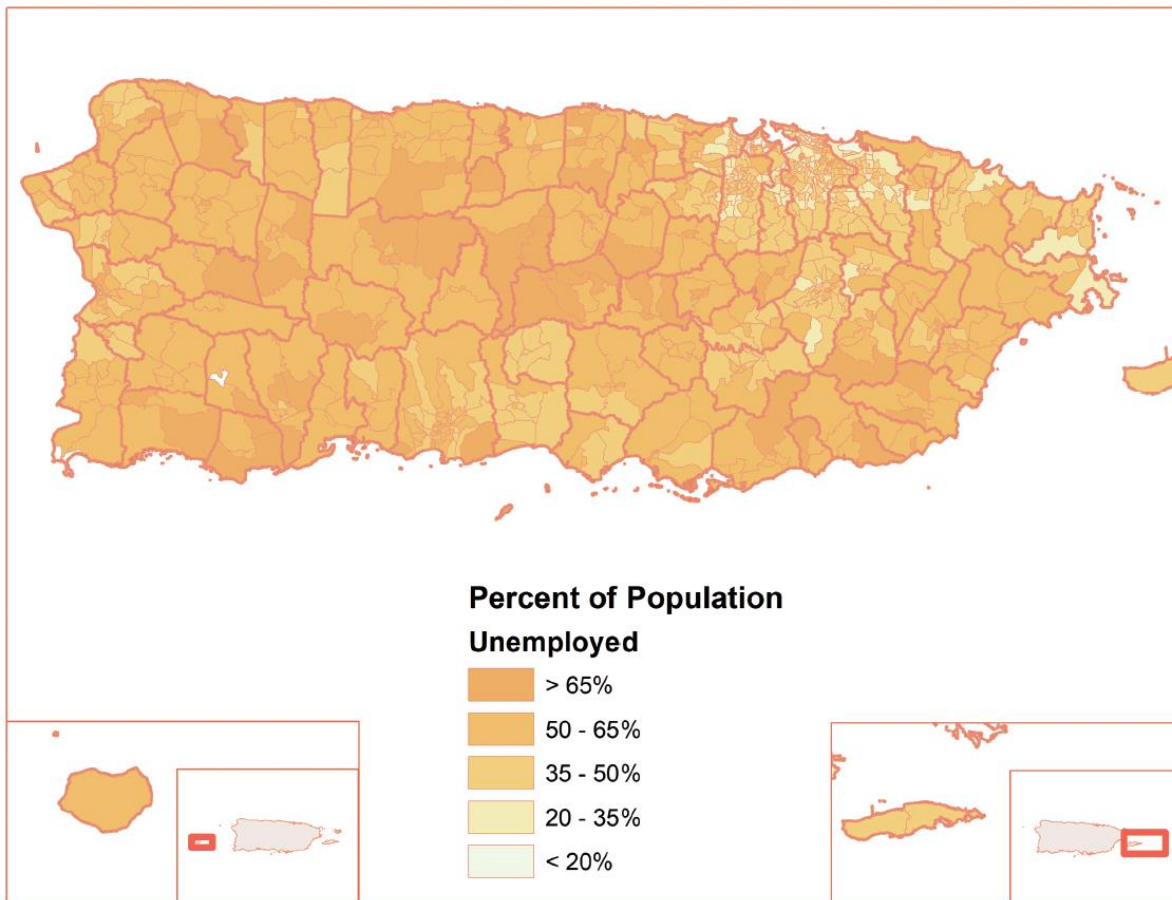 Percent of Population
Unemployed
> 65%
50 - 65%
35 - 50%
20 - 35%
< 20%